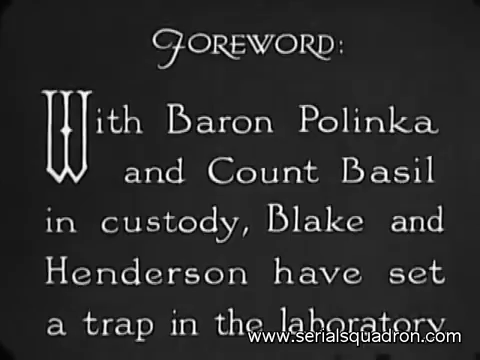 FOREWORD:
With Baron Polinka
and Count Basil
in custody, Blake and
Henderson have set
a trap in the laboratory
www.serialsquadron.com